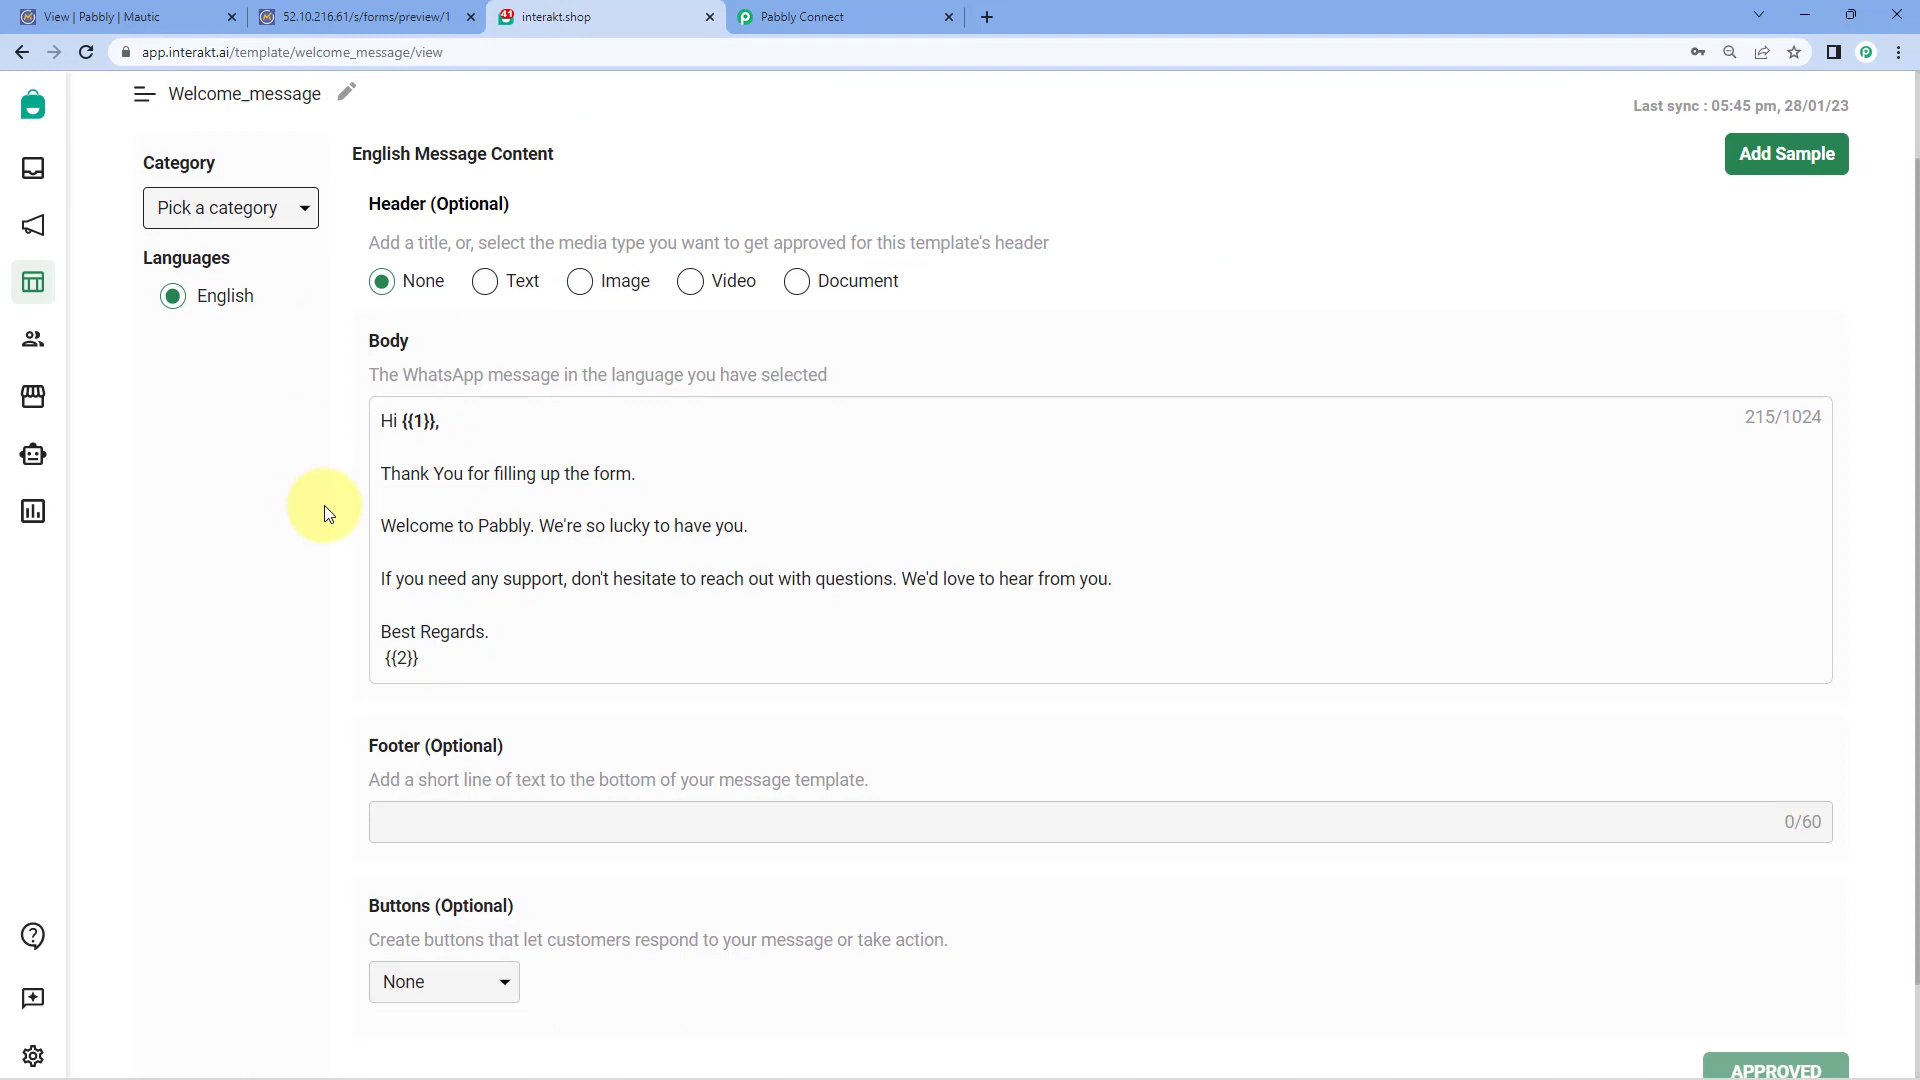 View | Pabbly | Mautic
52.10.216.61/s/forms/preview/1
41
interakt.shop
Pabbly Connect
app.interakt.ai/template/welcome_message/view
Welcome_message
Last sync : 05:45 pm, 28/01/23
Category
Pick a category
Languages
English
English Message Content
Add Sample
Header (Optional)
Add a title, or, select the media type you want to get approved for this template's header
None Text Image Video Document
Body
The WhatsApp message in the language you have selected
215/1024
Hi {{1}},
Thank You for filling up the form.
Welcome to Pabbly. We're so lucky to have you.
If you need any support, don't hesitate to reach out with questions. We'd love to hear from you.
Best Regards.
{{2}}
Footer (Optional)
Add a short line of text to the bottom of your message template.
0/60
Buttons (Optional)
Create buttons that let customers respond to your message or take action.
None
APPROVED